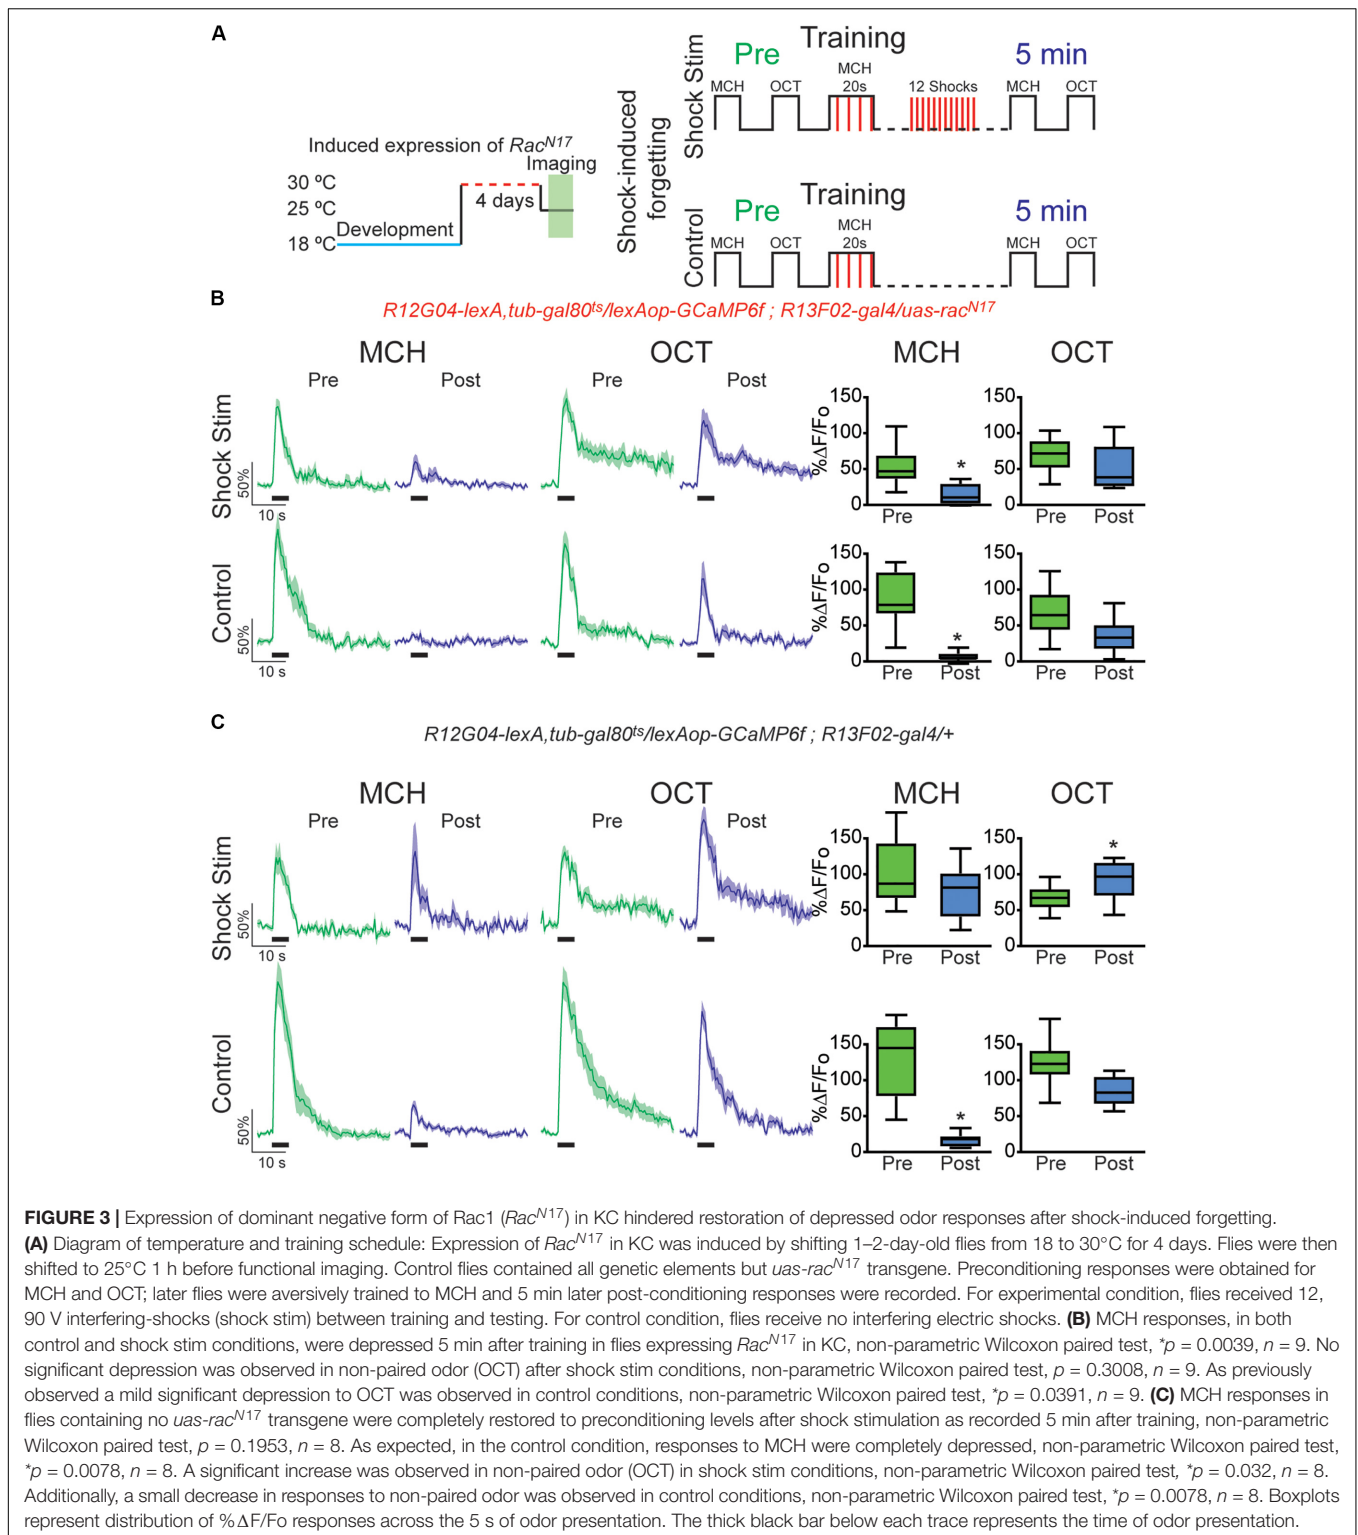 A
Induced expression of Rac^N17
Imaging
30 ºC
25 ºC
18 ºC
Development
4 days
Shock-induced
forgetting
Shock Stim
Training
Pre
5 min
MCH
MCH
OCT
20s
12 Shocks
MCH
OCT
Control
Training
Pre
5 min
MCH
MCH
OCT
20s
MCH
OCT
B
R12G04-lexA,tub-gal80^ts/lexAop-GCaMP6f ; R13F02-gal4/uas-rac^N17
MCH
OCT
MCH
OCT
Pre
Post
Pre
Post
Shock Stim
50%
10 s
%ΔF/Fo
150
100
50
0
*
Pre
Post
150
100
50
0
Pre
Post
Control
50%
10 s
%ΔF/Fo
150
100
50
0
*
Pre
Post
150
100
50
0
Pre
Post
C
R12G04-lexA,tub-gal80^ts/lexAop-GCaMP6f ; R13F02-gal4/+
MCH
OCT
MCH
OCT
Pre
Post
Pre
Post
Shock Stim
50%
10 s
%ΔF/Fo
150
100
50
0
Pre
Post
150
100
50
0
*
Pre
Post
Control
50%
10 s
%ΔF/Fo
150
100
50
0
*
Pre
Post
150
100
50
0
Pre
Post
FIGURE 3 | Expression of dominant negative form of Rac1 (Rac^N17) in KC hindered restoration of depressed odor responses after shock-induced forgetting.
(A) Diagram of temperature and training schedule: Expression of Rac^N17 in KC was induced by shifting 1–2-day-old flies from 18 to 30°C for 4 days. Flies were then
shifted to 25°C 1 h before functional imaging. Control flies contained all genetic elements but uas-rac^N17 transgene. Preconditioning responses were obtained for
MCH and OCT; later flies were aversively trained to MCH and 5 min later post-conditioning responses were recorded. For experimental condition, flies received 12,
90 V interfering-shocks (shock stim) between training and testing. For control condition, flies receive no interfering electric shocks. (B) MCH responses, in both
control and shock stim conditions, were depressed 5 min after training in flies expressing Rac^N17 in KC, non-parametric Wilcoxon paired test, *p = 0.0039, n = 9. No
significant depression was observed in non-paired odor (OCT) after shock stim conditions, non-parametric Wilcoxon paired test, p = 0.3008, n = 9. As previously
observed a mild significant depression to OCT was observed in control conditions, non-parametric Wilcoxon paired test, *p = 0.0391, n = 9. (C) MCH responses in
flies containing no uas-rac^N17 transgene were completely restored to preconditioning levels after shock stimulation as recorded 5 min after training, non-parametric
Wilcoxon paired test, p = 0.1953, n = 8. As expected, in the control condition, responses to MCH were completely depressed, non-parametric Wilcoxon paired test,
*p = 0.0078, n = 8. A significant increase was observed in non-paired odor (OCT) in shock stim conditions, non-parametric Wilcoxon paired test, *p = 0.032, n = 8.
Additionally, a small decrease in responses to non-paired odor was observed in control conditions, non-parametric Wilcoxon paired test, *p = 0.0078, n = 8. Boxplots
represent distribution of %ΔF/Fo responses across the 5 s of odor presentation. The thick black bar below each trace represents the time of odor presentation.